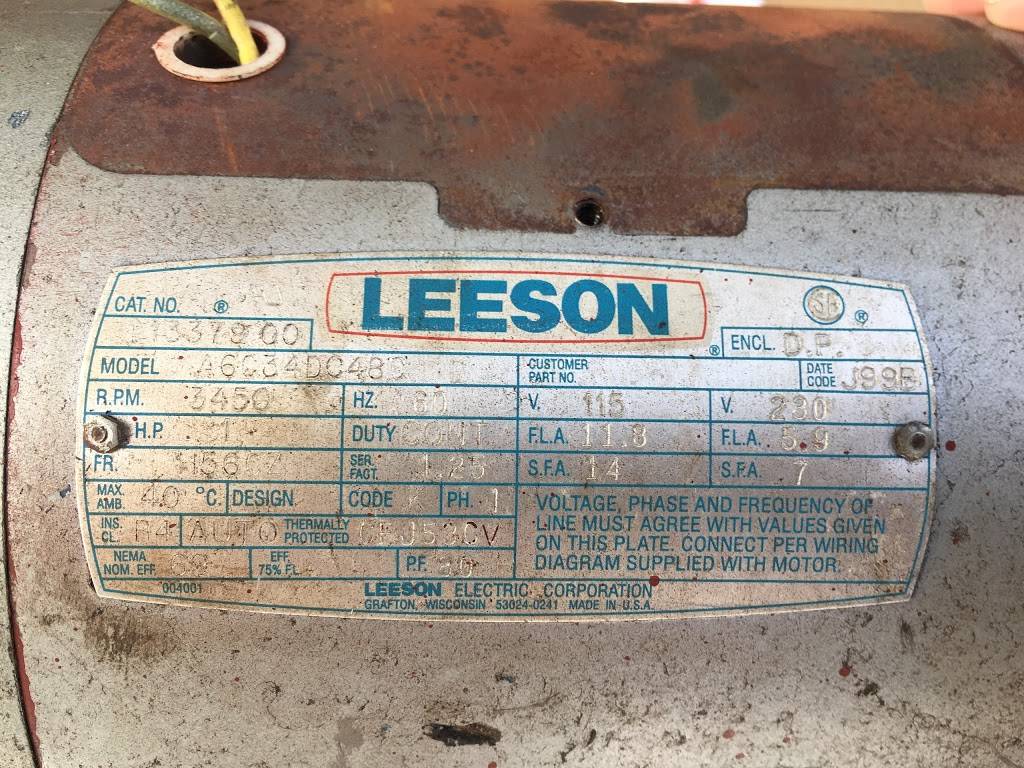 LEESON ®
CAT. NO. ®
ENCL. D.P.
MODEL A6C34DC48
CUSTOMER PART NO.
DATE CODE J99B
R.P.M. 3450 HZ. 60 V. 115 V. 230
H.P. 1 DUTY CONT F.L.A. 11.8 F.L.A. 5.9
FR. SER. FACT. 1.25 S.F.A. 14 S.F.A. 7
MAX. AMB. 40 °C DESIGN CODE K PH. 1
INS. CL. AUTO THERMALLY PROTECTED
NEMA NOM. EFF. EFF. 75% F.L. P.F.
VOLTAGE, PHASE AND FREQUENCY OF
LINE MUST AGREE WITH VALUES GIVEN
ON THIS PLATE. CONNECT PER WIRING
DIAGRAM SUPPLIED WITH MOTOR.
004001
LEESON ELECTRIC CORPORATION
GRAFTON, WISCONSIN 53024-0241 MADE IN U.S.A.